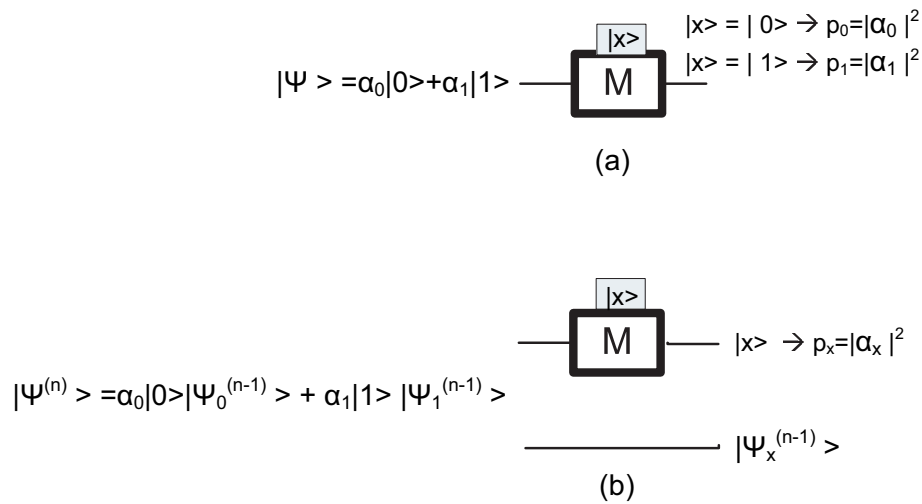 |x>
|x> = | 0> → p₀=|α₀ |²
|Ψ > =α₀|0>+α₁|1>
M
|x> = | 1> → p₁=|α₁ |²
(a)
|x>
M
|x> → pₓ=|αₓ |²
|Ψ⁽ⁿ⁾ > =α₀|0>|Ψ₀⁽ⁿ⁻¹⁾ > + α₁|1> |Ψ₁⁽ⁿ⁻¹⁾ >
|Ψₓ⁽ⁿ⁻¹⁾ >
(b)